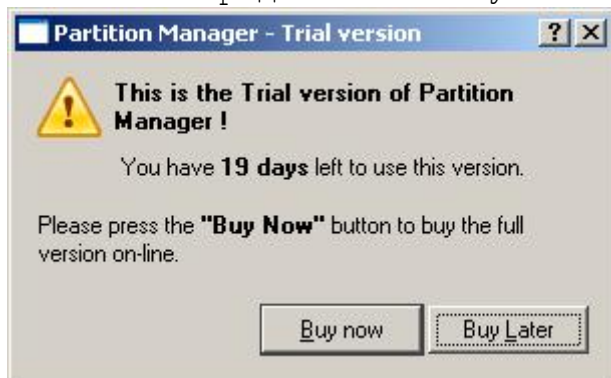 Partition Manager - Trial version
This is the Trial version of Partition
Manager !
You have 19 days left to use this version.
Please press the "Buy Now" button to buy the full
version on-line.
Buy now Buy Later